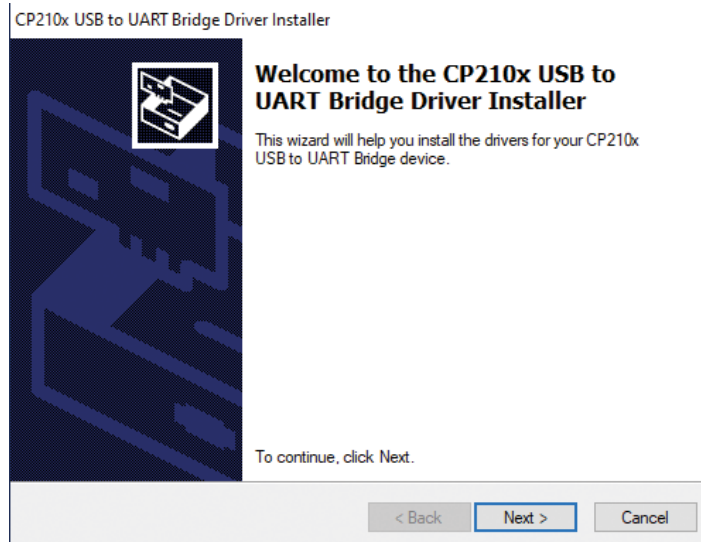 CP210x USB to UART Bridge Driver Installer
Welcome to the CP210x USB to
UART Bridge Driver Installer
This wizard will help you install the drivers for your CP210x
USB to UART Bridge device.
To continue, click Next.
< Back Next > Cancel